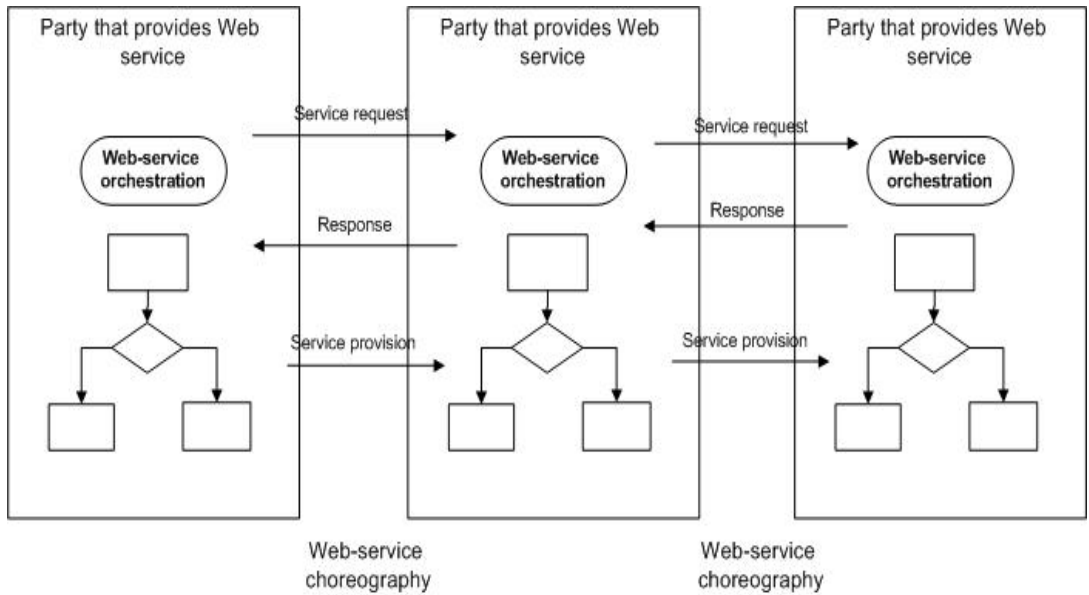 Party that provides Web
service
Party that provides Web
service
Party that provides Web
service
Service request
Service request
Web-service
orchestration
Web-service
orchestration
Web-service
orchestration
Response
Response
Service provision
Service provision
Web-service
choreography
Web-service
choreography